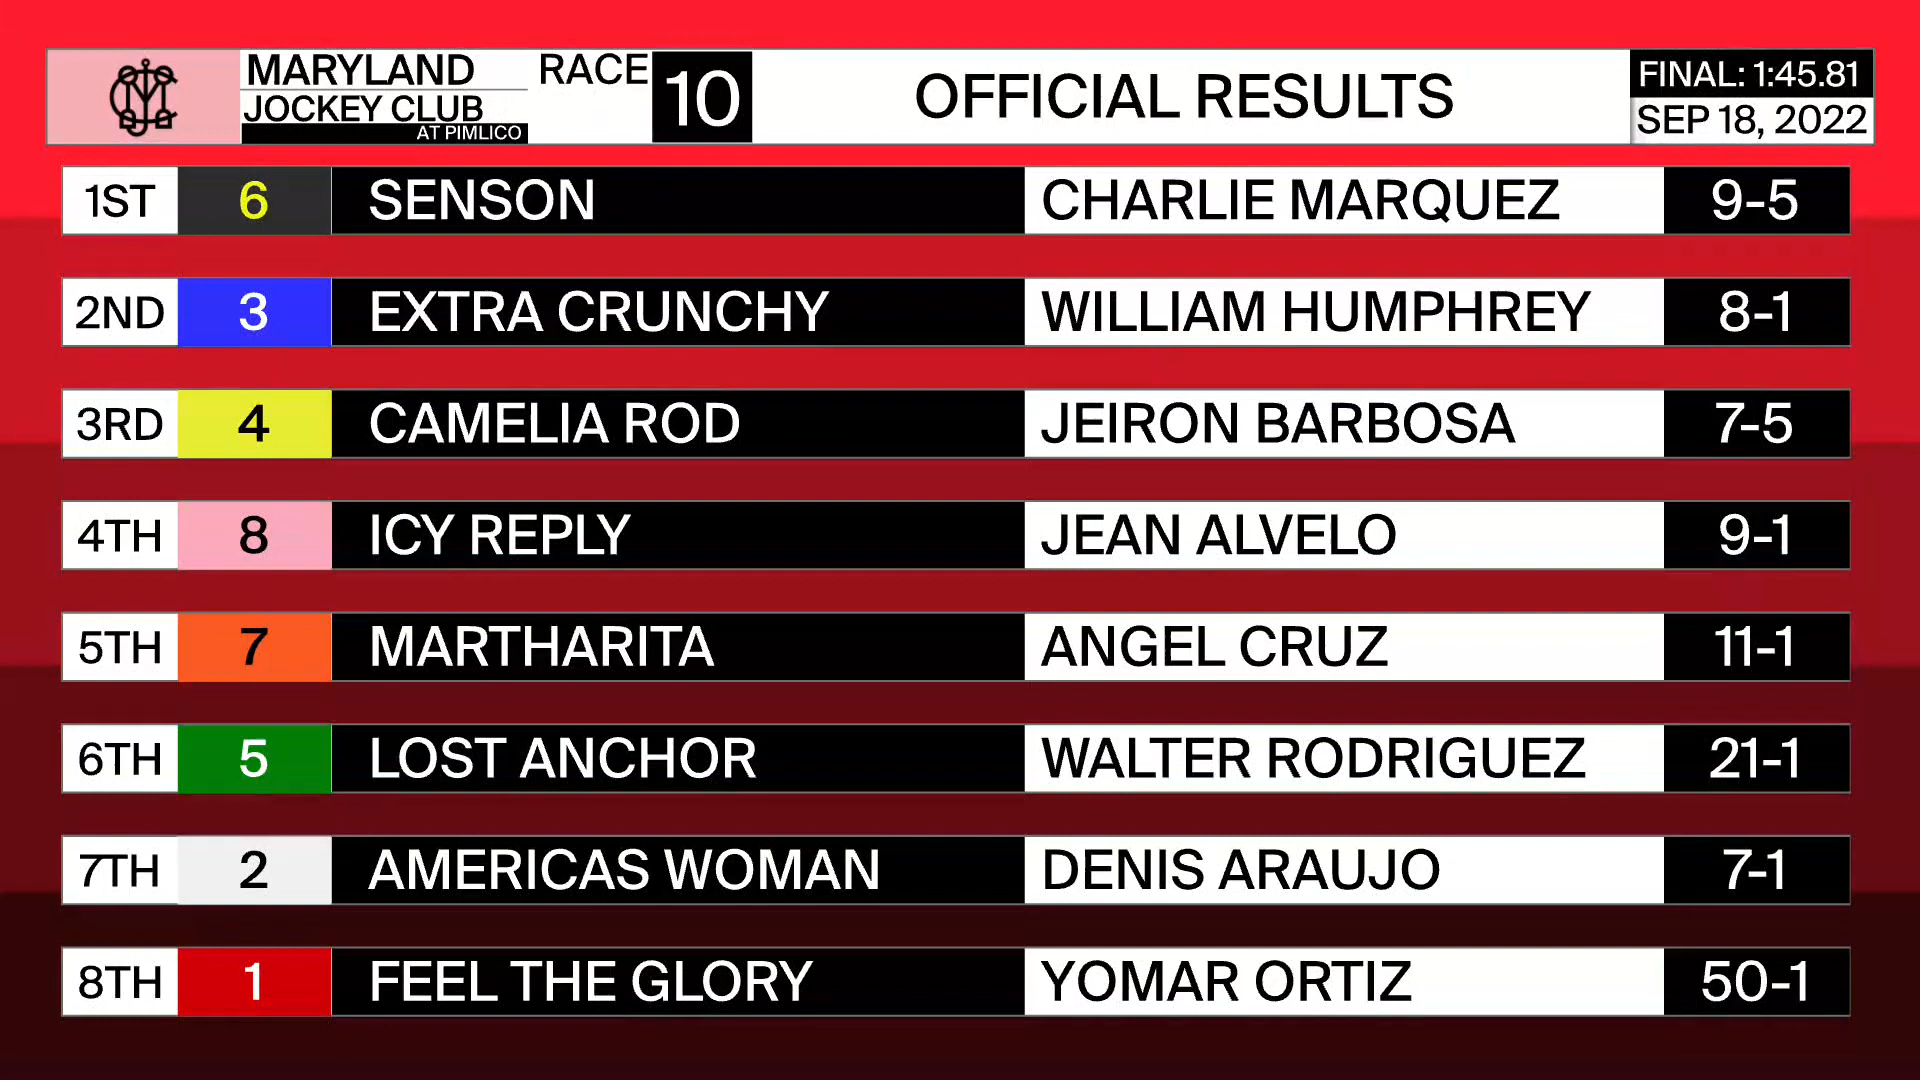 MARYLAND
JOCKEY CLUB
AT PIMLICO
RACE 10
OFFICIAL RESULTS
FINAL: 1:45.81
SEP 18, 2022
1ST 6 SENSON CHARLIE MARQUEZ 9-5
2ND 3 EXTRA CRUNCHY WILLIAM HUMPHREY 8-1
3RD 4 CAMELIA ROD JEIRON BARBOSA 7-5
4TH 8 ICY REPLY JEAN ALVELO 9-1
5TH 7 MARTHARITA ANGEL CRUZ 11-1
6TH 5 LOST ANCHOR WALTER RODRIGUEZ 21-1
7TH 2 AMERICAS WOMAN DENIS ARAUJO 7-1
8TH 1 FEEL THE GLORY YOMAR ORTIZ 50-1